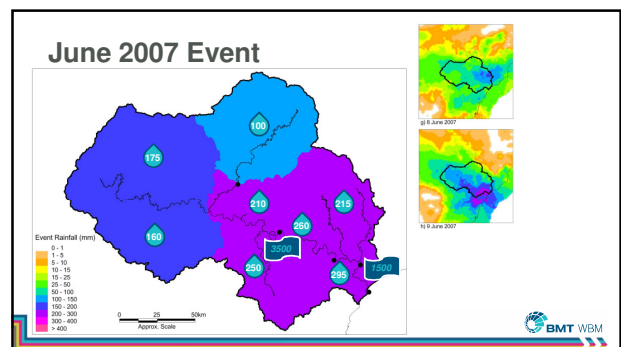 June 2007 Event
100
175
210
215
260
160
3500
250
295
1500
Event Rainfall (mm)
0 - 1
1 - 5
5 - 10
10 - 15
15 - 25
25 - 50
50 - 100
100 - 150
150 - 200
200 - 300
300 - 400
> 400
0 25 50km
Approx. Scale
g) 8 June 2007
h) 9 June 2007
BMT WBM